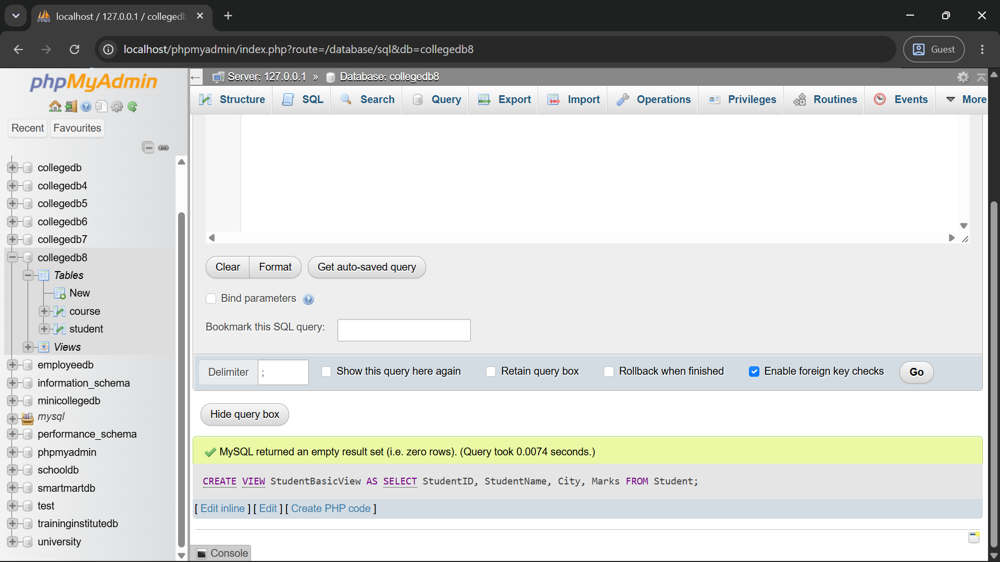 localhost / 127.0.0.1 / collegedb
localhost/phpmyadmin/index.php?route=/database/sql&db=collegedb8
Guest
phpMyAdmin
Recent
Favourites
collegedb
collegedb4
collegedb5
collegedb6
collegedb7
collegedb8
Tables
New
course
student
Views
employeedb
information_schema
minicollegedb
mysql
performance_schema
phpmyadmin
schooldb
smartmartdb
test
traininginstitutedb
university
Server: 127.0.0.1 » Database: collegedb8
Structure
SQL
Search
Query
Export
Import
Operations
Privileges
Routines
Events
More
Clear
Format
Get auto-saved query
Bind parameters
Bookmark this SQL query:
Delimiter
;
Show this query here again
Retain query box
Rollback when finished
Enable foreign key checks
Go
Hide query box
MySQL returned an empty result set (i.e. zero rows). (Query took 0.0074 seconds.)
CREATE VIEW StudentBasicView AS SELECT StudentID, StudentName, City, Marks FROM Student;
[ Edit inline ] [ Edit ] [ Create PHP code ]
Console